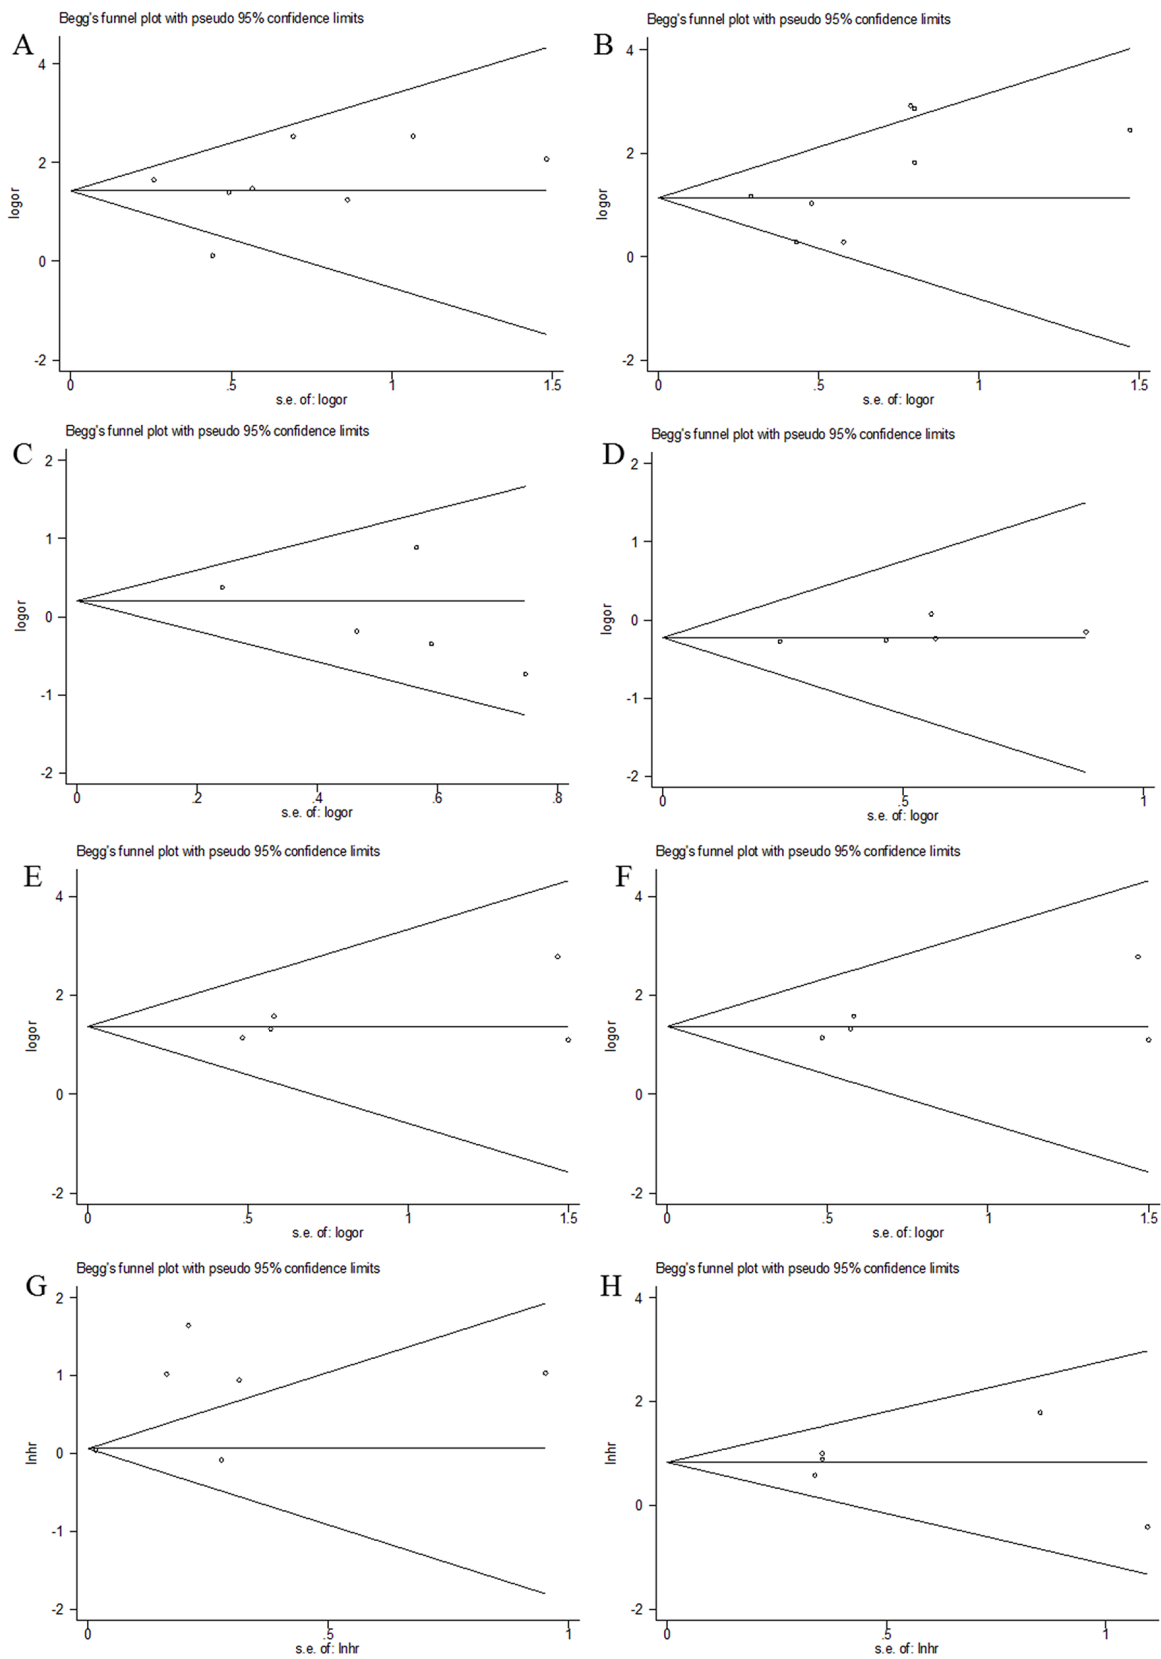 Begg's funnel plot with pseudo 95% confidence limits
A
4
2
0
-2
logor
0 .5 1 1.5
s.e. of: logor
Begg's funnel plot with pseudo 95% confidence limits
B
4
2
0
-2
logor
0 .5 1 1.5
s.e. of: logor
Begg's funnel plot with pseudo 95% confidence limits
C
2
1
0
-1
-2
logor
0 .2 .4 .6 .8
s.e. of: logor
Begg's funnel plot with pseudo 95% confidence limits
D
2
1
0
-1
-2
logor
0 .5 1
s.e. of: logor
Begg's funnel plot with pseudo 95% confidence limits
E
4
2
0
-2
logor
0 .5 1 1.5
s.e. of: logor
Begg's funnel plot with pseudo 95% confidence limits
F
4
2
0
-2
logor
0 .5 1 1.5
s.e. of: logor
Begg's funnel plot with pseudo 95% confidence limits
G
2
1
0
-1
-2
lnhr
0 .5 1
s.e. of: lnhr
Begg's funnel plot with pseudo 95% confidence limits
H
4
2
0
-2
lnhr
0 .5 1
s.e. of: lnhr